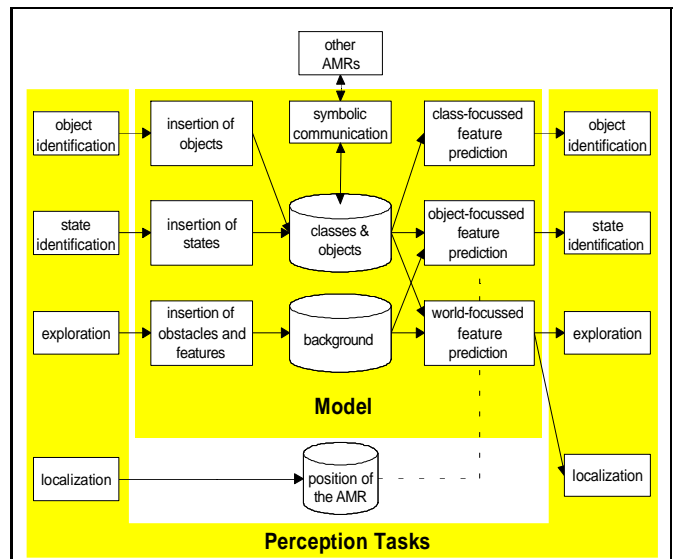 other
AMRs
object
identification
insertion of
objects
symbolic
communication
class-focussed
feature
prediction
object
identification
state
identification
insertion of
states
classes &
objects
object-focussed
feature
prediction
state
identification
exploration
insertion of
obstacles and
features
background
world-focussed
feature
prediction
exploration
Model
localization
position of
the AMR
localization
Perception Tasks